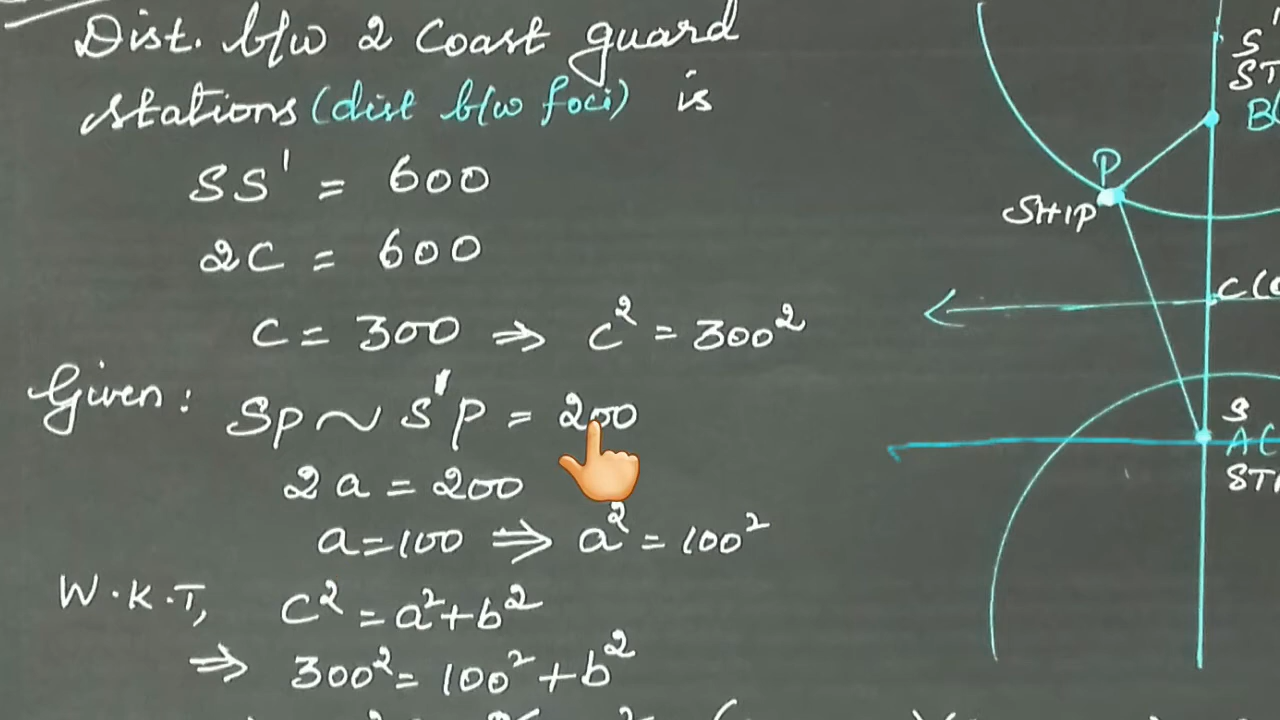 Dist. b/w 2 Coast guard
stations (dist b/w foci) is
SS' = 600
2C = 600
C = 300 ⇒ C² = 300²
Given: SP ~ S'P = 200
2a = 200
a = 100 ⇒ a² = 100²
W.K.T, C² = a² + b²
⇒ 300² = 100² + b²
P
SHIP
S'
C(
S